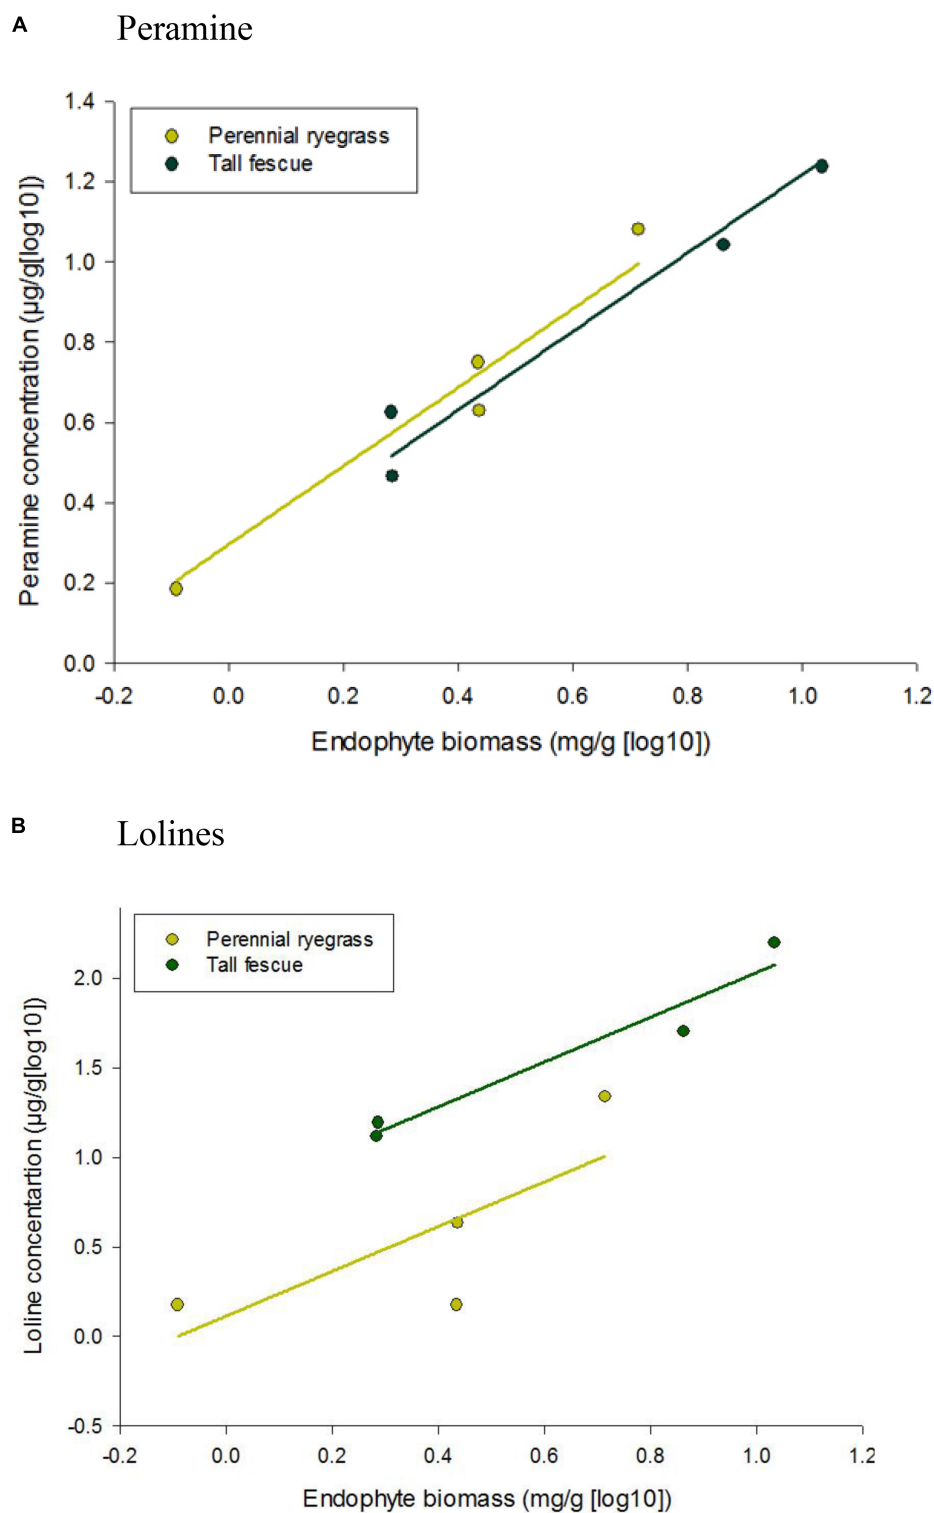 A
Peramine
1.4
1.2
1.0
0.8
0.6
0.4
0.2
0.0
Peramine concentration (µg/g[log10])
Perennial ryegrass
Tall fescue
-0.2 0.0 0.2 0.4 0.6 0.8 1.0 1.2
Endophyte biomass (mg/g [log10])
B
Lolines
2.0
1.5
1.0
0.5
0.0
-0.5
Loline concentartion (µg/g[log10])
Perennial ryegrass
Tall fescue
-0.2 0.0 0.2 0.4 0.6 0.8 1.0 1.2
Endophyte biomass (mg/g [log10])